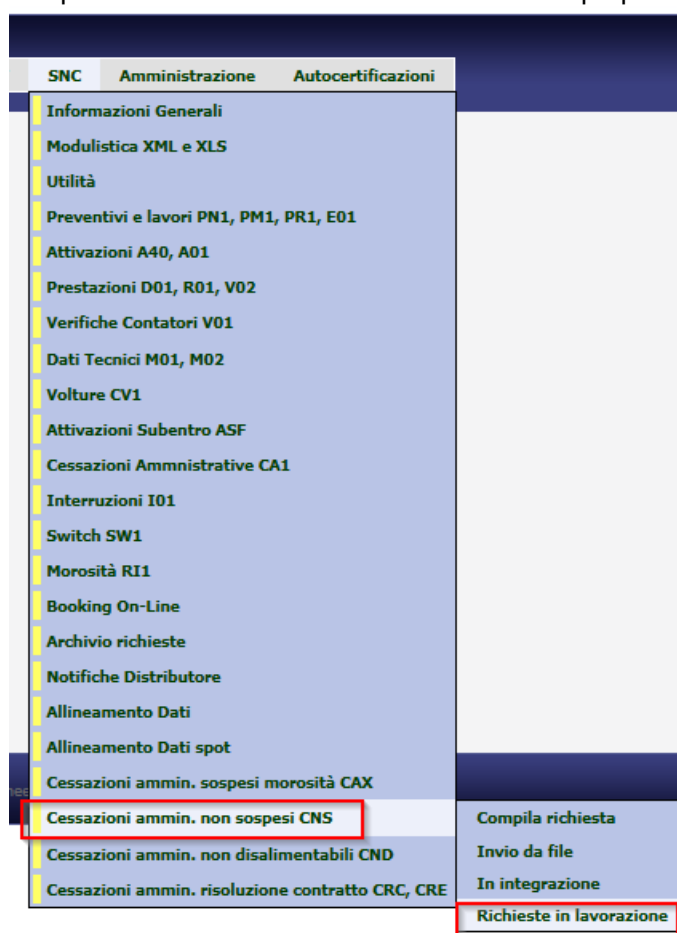 SNC Amministrazione Autocertificazioni
Informazioni Generali
Modulistica XML e XLS
Utilità
Preventivi e lavori PN1, PM1, PR1, E01
Attivazioni A40, A01
Prestazioni D01, R01, V02
Verifiche Contatori V01
Dati Tecnici M01, M02
Volture CV1
Attivazioni Subentro ASF
Cessazioni Ammnistrative CA1
Interruzioni I01
Switch SW1
Morosità RI1
Booking On-Line
Archivio richieste
Notifiche Distributore
Allineamento Dati
Allineamento Dati spot
Cessazioni ammin. sospesi morosità CAX
Cessazioni ammin. non sospesi CNS
Compila richiesta
Cessazioni ammin. non disalimentabili CND
Invio da file
Cessazioni ammin. risoluzione contratto CRC, CRE
In integrazione
Richieste in lavorazione